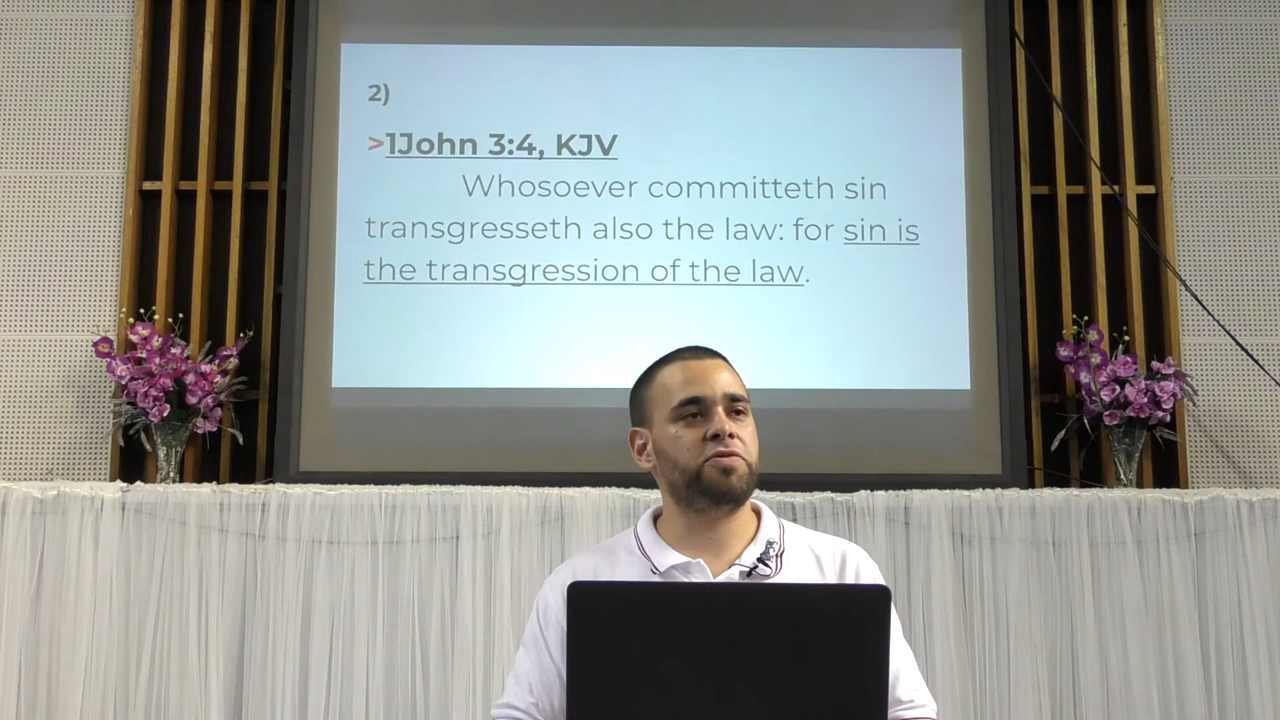 2)
>1John 3:4, KJV
Whosoever committeth sin
transgresseth also the law: for sin is
the transgression of the law.